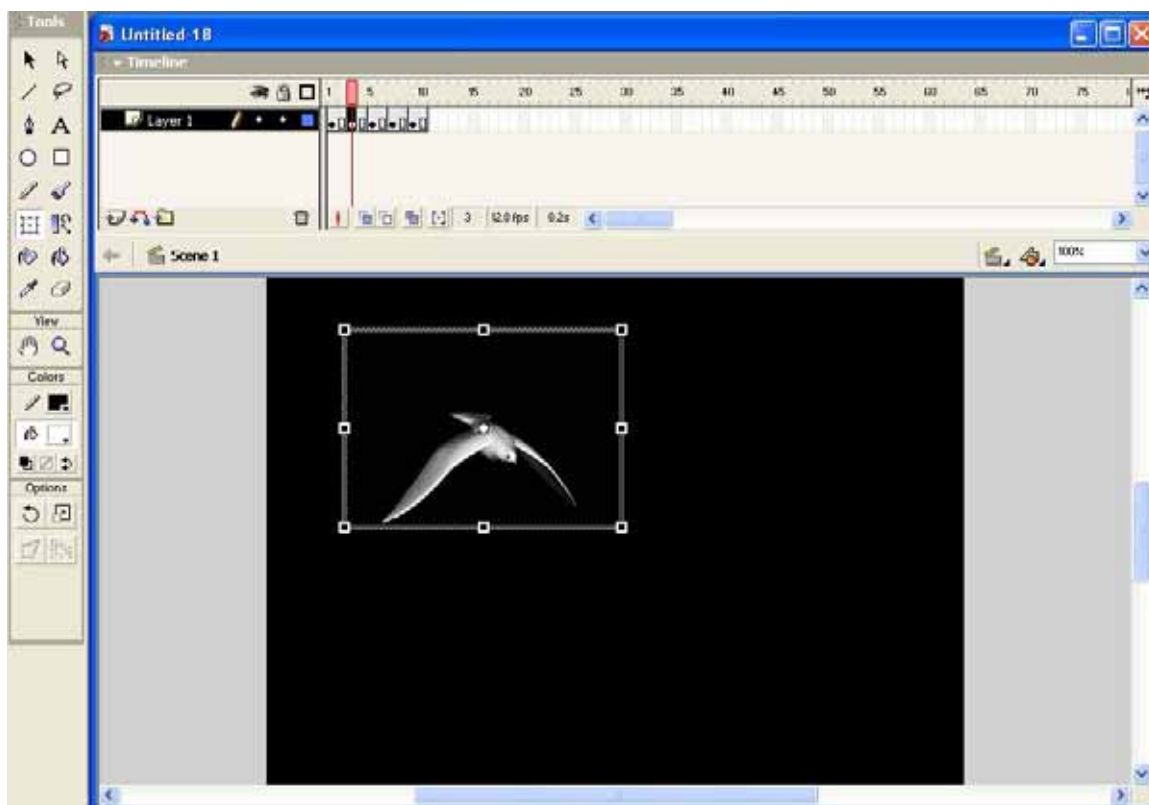 Tools
Untitled-18
Timeline
1 5 10 15 20 25 30 35 40 45 50 55 60 65 70 75
Layer 1
3 12.0 fps 0.2s
Scene 1
100%
View
Colors
Options
A